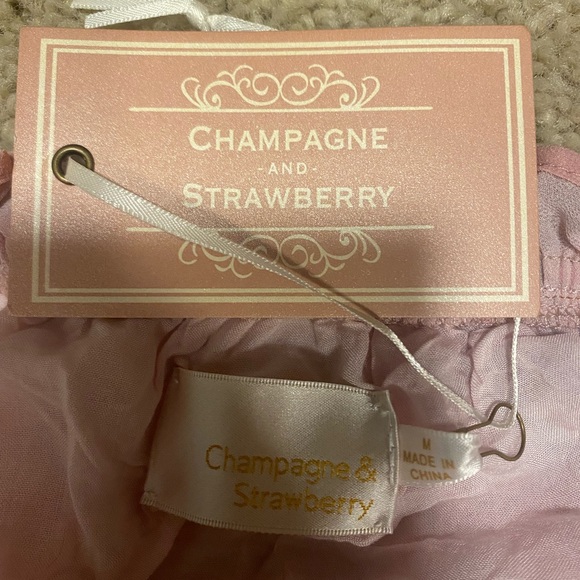 CHAMPAGNE
-AND-
STRAWBERRY
Champagne &
Strawberry
M
MADE IN
CHINA